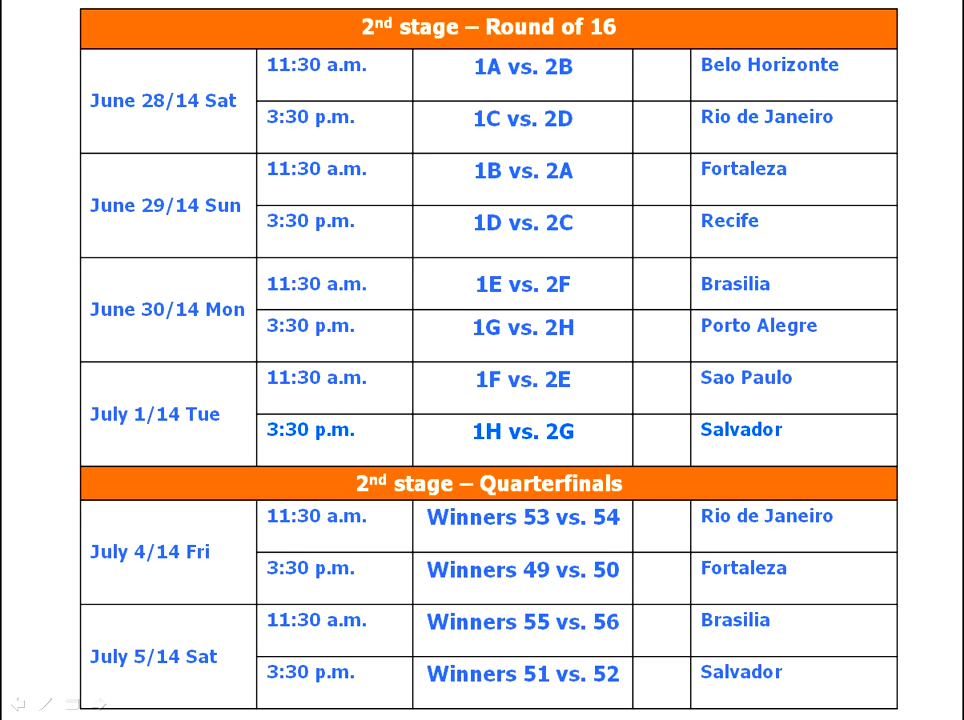 2nd stage – Round of 16
June 28/14 Sat
11:30 a.m. 1A vs. 2B Belo Horizonte
3:30 p.m. 1C vs. 2D Rio de Janeiro
June 29/14 Sun
11:30 a.m. 1B vs. 2A Fortaleza
3:30 p.m. 1D vs. 2C Recife
June 30/14 Mon
11:30 a.m. 1E vs. 2F Brasilia
3:30 p.m. 1G vs. 2H Porto Alegre
July 1/14 Tue
11:30 a.m. 1F vs. 2E Sao Paulo
3:30 p.m. 1H vs. 2G Salvador
2nd stage – Quarterfinals
July 4/14 Fri
11:30 a.m. Winners 53 vs. 54 Rio de Janeiro
3:30 p.m. Winners 49 vs. 50 Fortaleza
July 5/14 Sat
11:30 a.m. Winners 55 vs. 56 Brasilia
3:30 p.m. Winners 51 vs. 52 Salvador